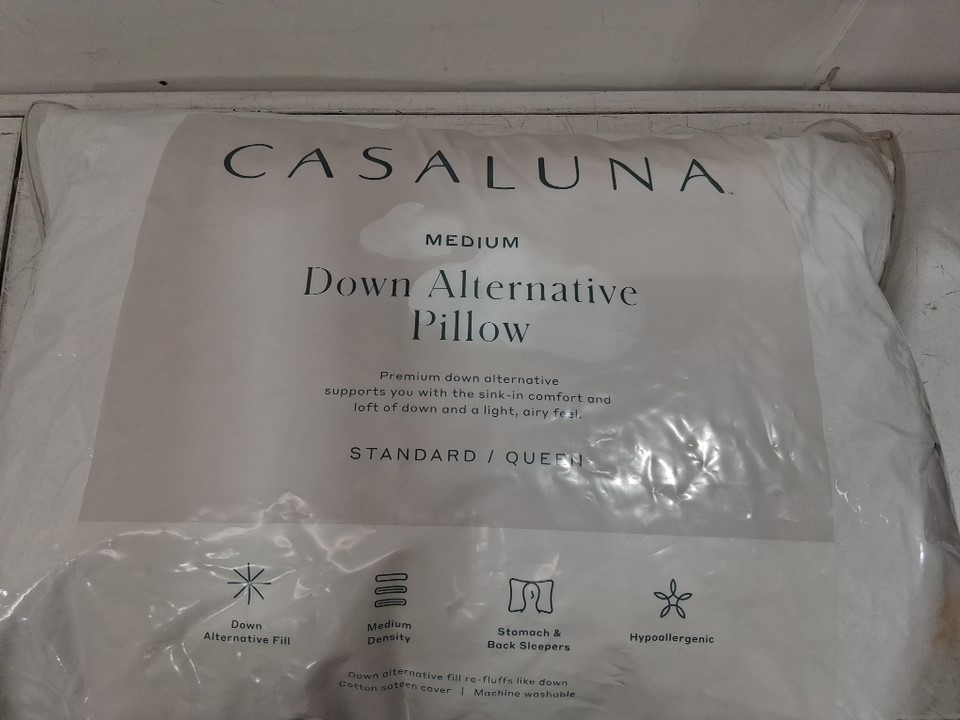 CASALUNA
MEDIUM
Down Alternative
Pillow
Premium down alternative
supports you with the sink-in comfort and
loft of down and a light, airy feel.
STANDARD / QUEEN
Down
Alternative Fill
Medium
Density
Stomach &
Back Sleepers
Hypoallergenic
Down alternative fill re-fluffs like down
Cotton sateen cover | Machine washable